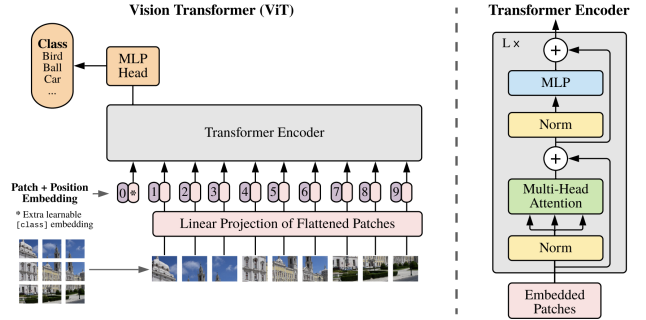 Vision Transformer (ViT)
Class
Bird
Ball
Car
...
MLP
Head
Transformer Encoder
Patch + Position
Embedding
0 * 1 2 3 4 5 6 7 8 9
* Extra learnable
[class] embedding
Linear Projection of Flattened Patches
Transformer Encoder
L x
+
MLP
Norm
+
Multi-Head
Attention
Norm
Embedded
Patches